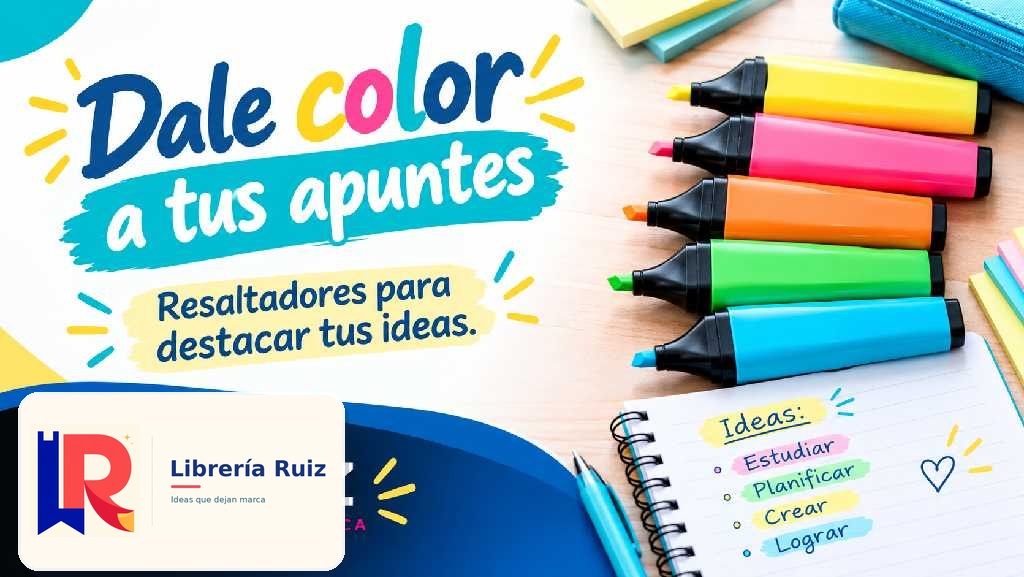 Dale color
a tus apuntes
Resaltadores para
destacar tus ideas.
Librería Ruiz
Ideas que dejan marca
Ideas:
Estudiar
Planificar
Crear
Lograr